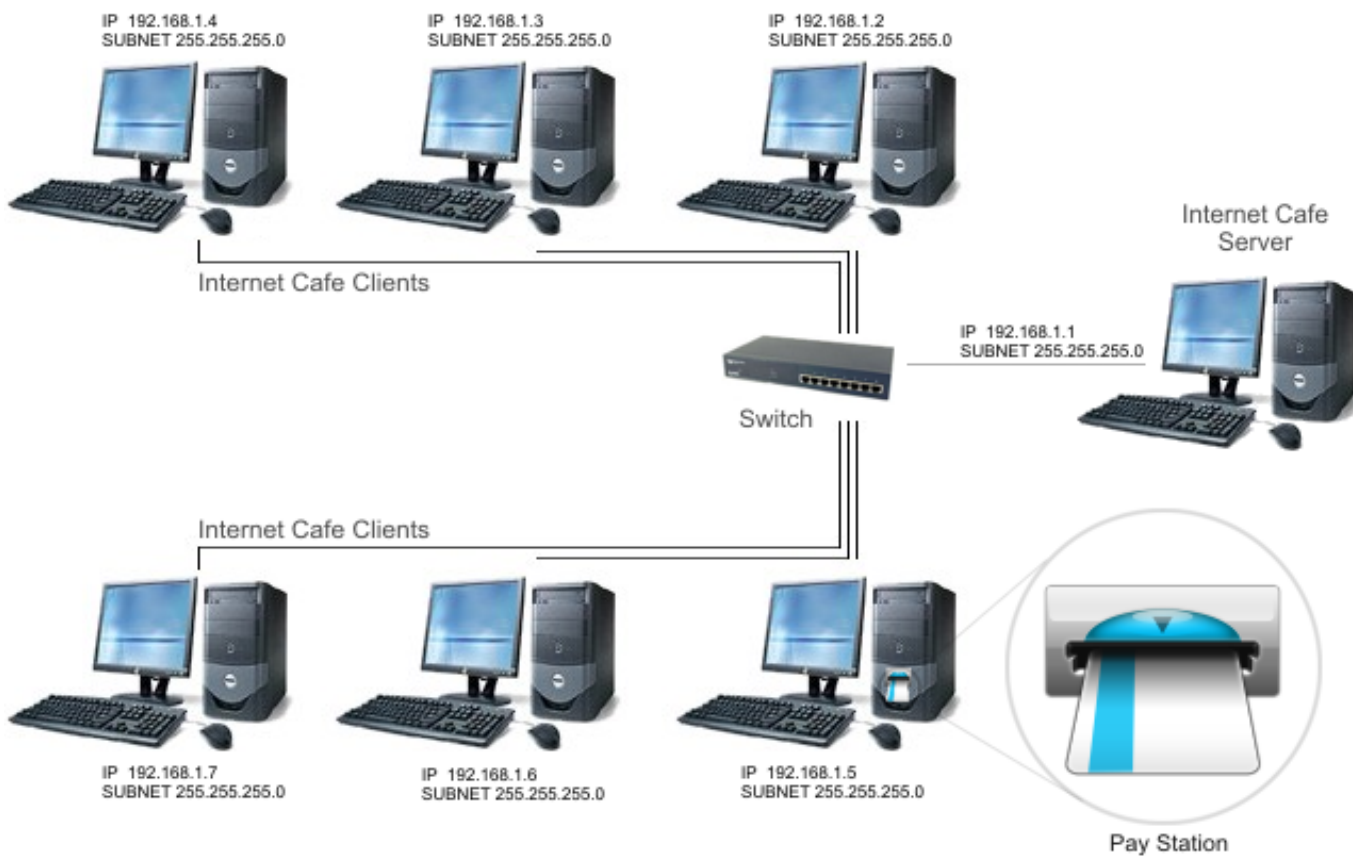 IP 192.168.1.4
SUBNET 255.255.255.0
IP 192.168.1.3
SUBNET 255.255.255.0
IP 192.168.1.2
SUBNET 255.255.255.0
Internet Cafe Clients
Internet Cafe
Server
IP 192.168.1.1
SUBNET 255.255.255.0
Switch
Internet Cafe Clients
IP 192.168.1.7
SUBNET 255.255.255.0
IP 192.168.1.6
SUBNET 255.255.255.0
IP 192.168.1.5
SUBNET 255.255.255.0
Pay Station